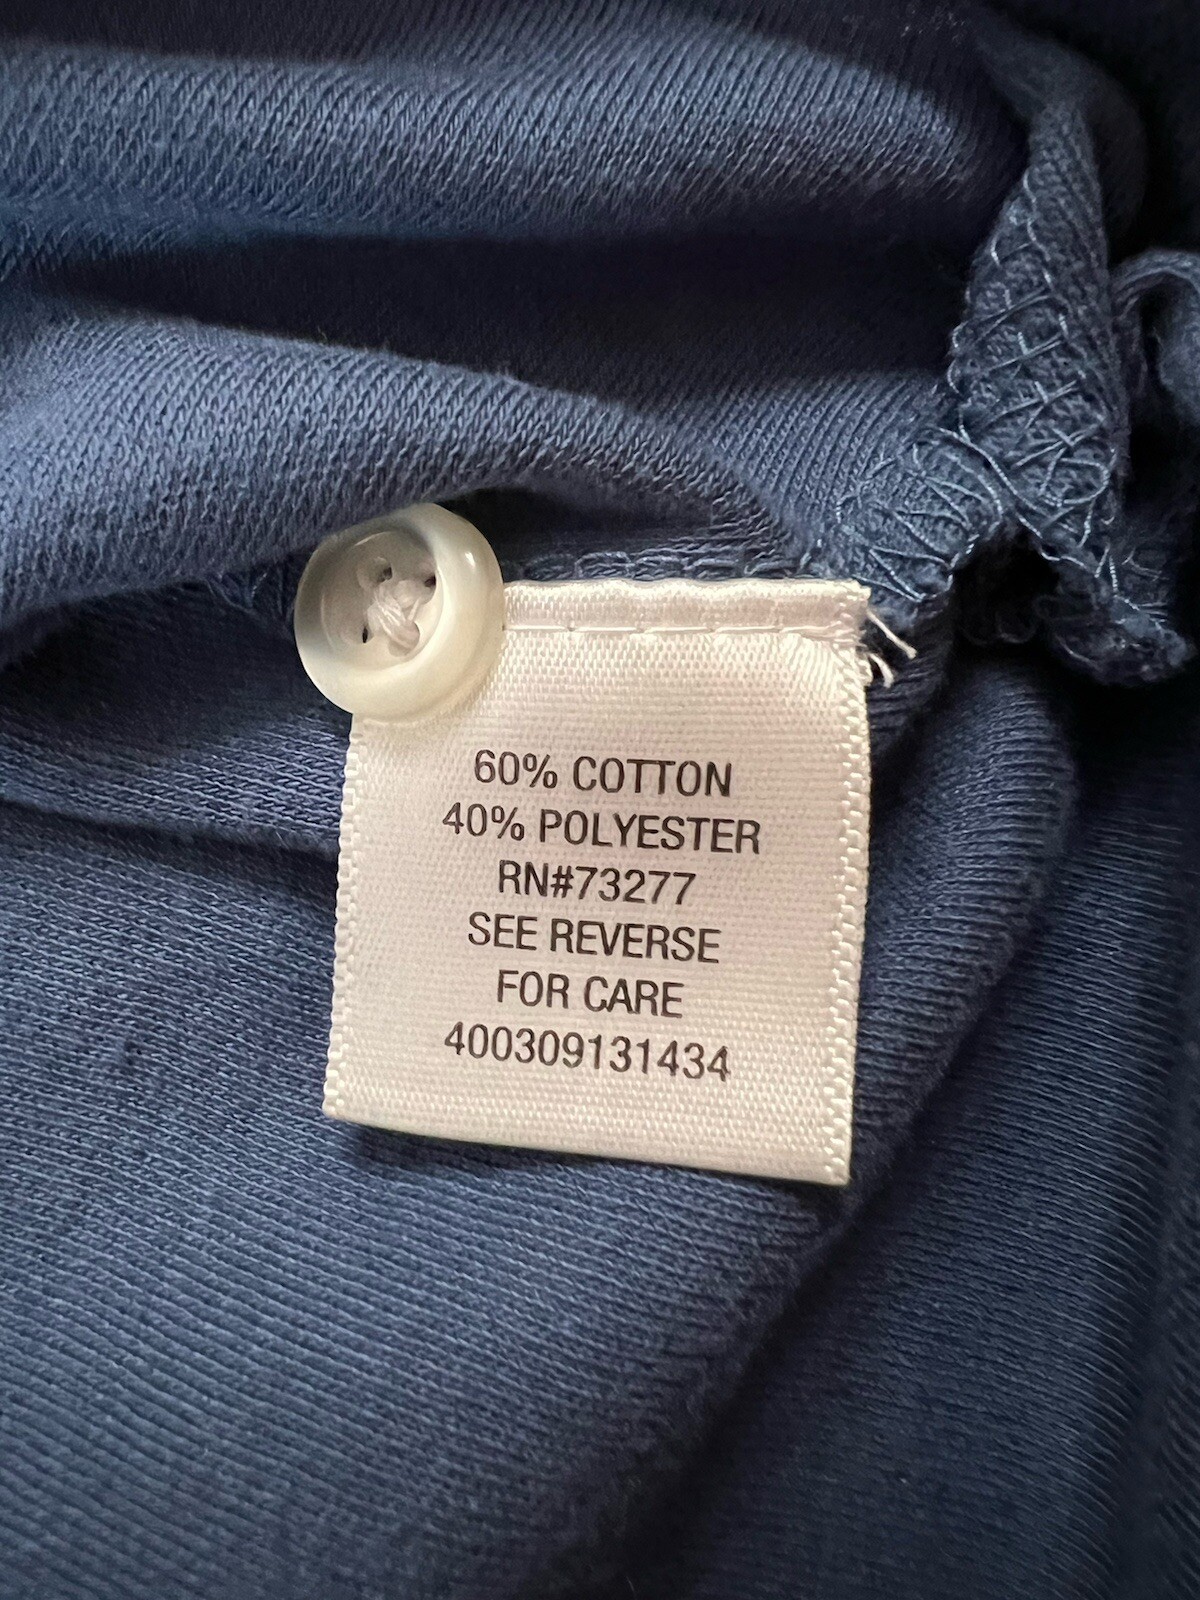 60% COTTON
40% POLYESTER
RN#73277
SEE REVERSE
FOR CARE
400309131434